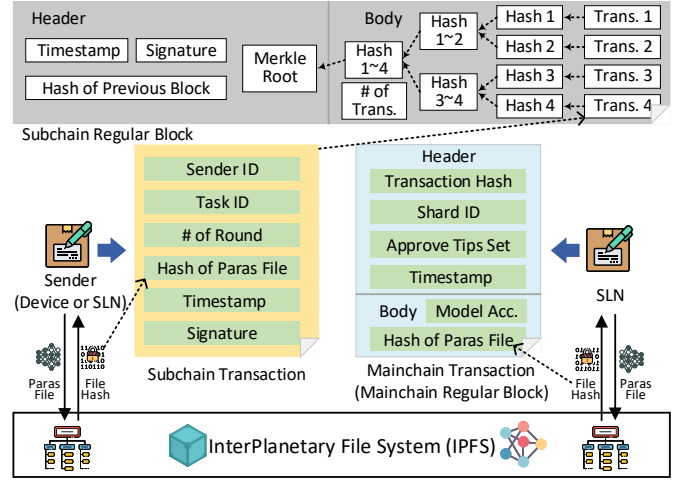 Header
Body
Timestamp
Signature
Hash of Previous Block
Merkle
Root
Hash
1~4
# of
Trans.
Hash
1~2
Hash
3~4
Hash 1
Trans. 1
Hash 2
Trans. 2
Hash 3
Trans. 3
Hash 4
Trans. 4
Subchain Regular Block
Sender ID
Task ID
# of Round
Hash of Paras File
Timestamp
Signature
Subchain Transaction
Header
Transaction Hash
Shard ID
Approve Tips Set
Timestamp
Body
Model Acc.
Hash of Paras File
Mainchain Transaction
(Mainchain Regular Block)
Sender
(Device or SLN)
Paras
File
File
Hash
SLN
File
Hash
Paras
File
InterPlanetary File System (IPFS)